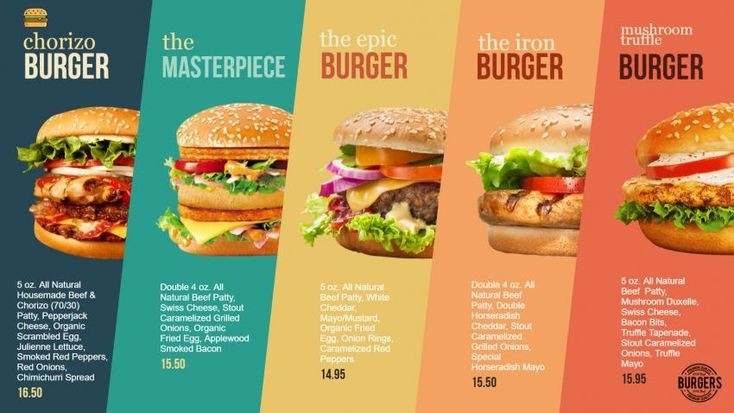 chorizo
BURGER
5 oz. All Natural
Housemade Beef &
Chorizo (70/30)
Patty, Pepperjack
Cheese, Organic
Scrambled Egg,
Julienne Lettuce,
Smoked Red Peppers,
Red Onions,
Chimichurri Spread
16.50
the
MASTERPIECE
Double 4 oz. All
Natural Beef Patty,
Swiss Cheese, Stout
Caramelized Grilled
Onions, Organic
Fried Egg, Applewood
Smoked Bacon
15.50
the epic
BURGER
5 oz. All Natural
Beef Patty, White
Cheddar,
Mayo/Mustard,
Organic Fried
Egg, Onion Rings,
Caramelized Red
Peppers
14.95
the iron
BURGER
Double 4 oz. All
Natural Beef
Patty, Double
Horseradish
Cheddar, Stout
Caramelized
Grilled Onions,
Special
Horseradish Mayo
15.50
mushroom
truffle
BURGER
5 oz. All Natural
Beef Patty,
Mushroom Duxelle,
Swiss Cheese,
Bacon Bits,
Truffle Tapenade,
Stout Caramelized
Onions, Truffle
Mayo
15.95
BURGERS